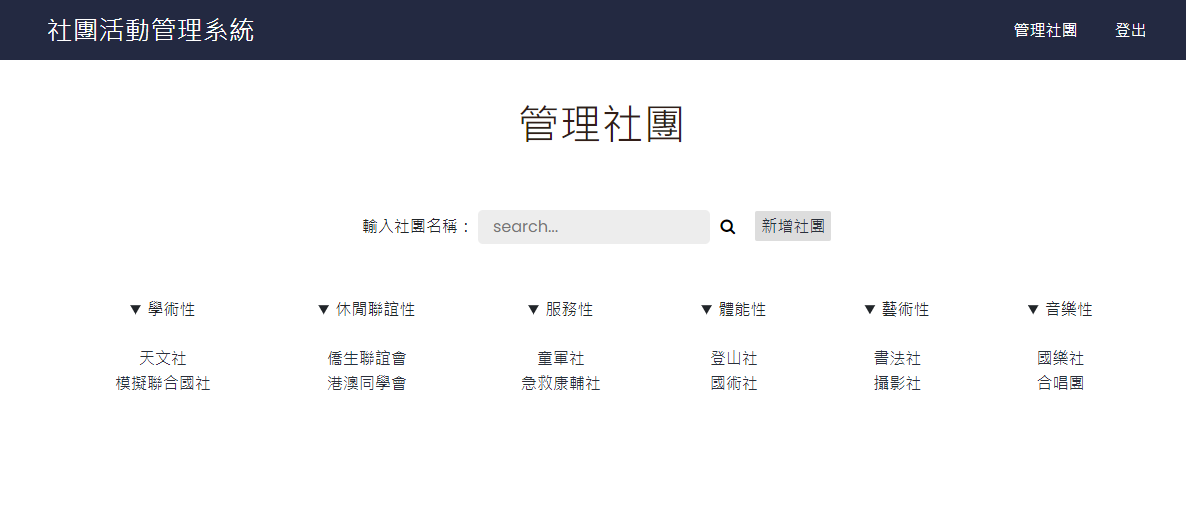 社團活動管理系統 管理社團 登出
管理社團
輸入社團名稱： search... 新增社團
▼ 學術性 ▼ 休閒聯誼性 ▼ 服務性 ▼ 體能性 ▼ 藝術性 ▼ 音樂性
天文社 僑生聯誼會 童軍社 登山社 書法社 國樂社
模擬聯合國社 港澳同學會 急救康輔社 國術社 攝影社 合唱團